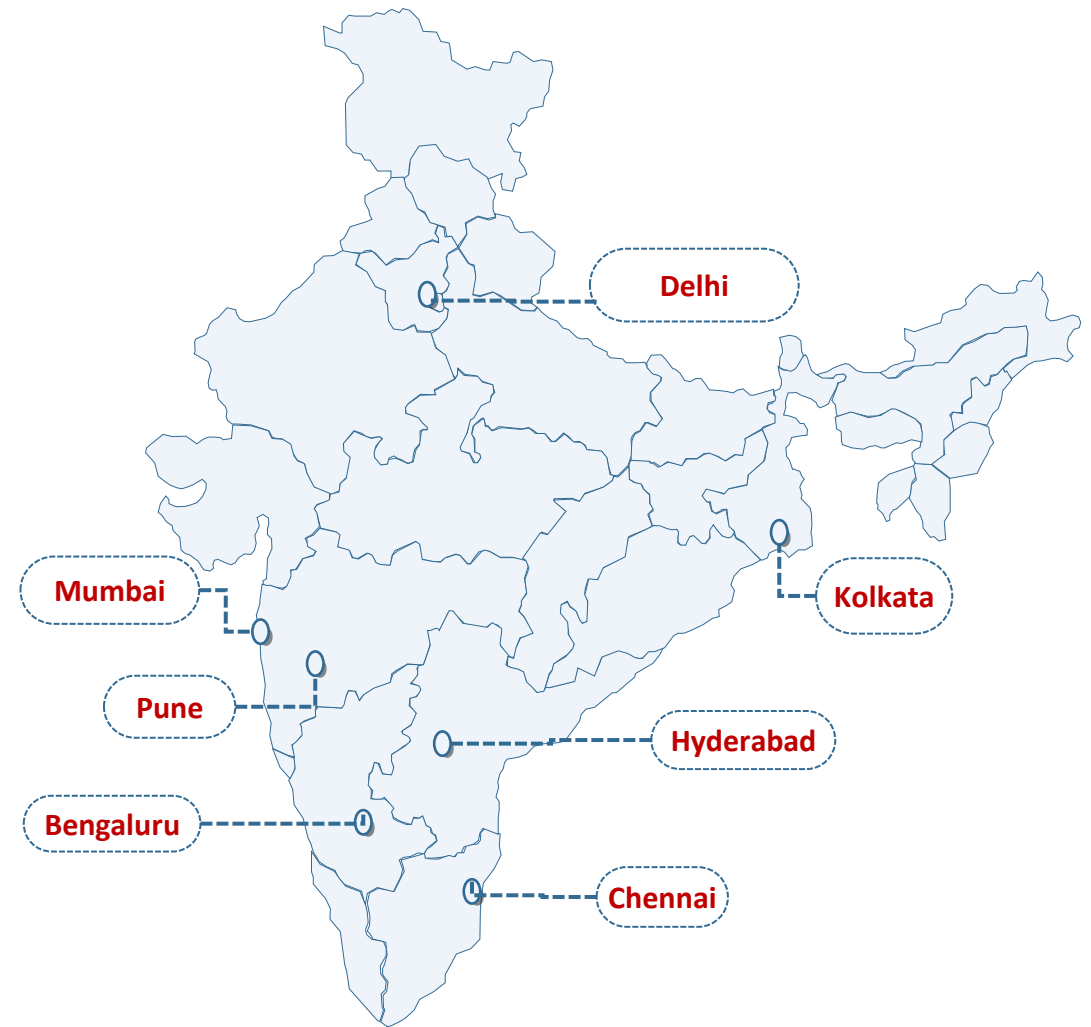 Delhi
Mumbai
Kolkata
Pune
Hyderabad
Bengaluru
Chennai